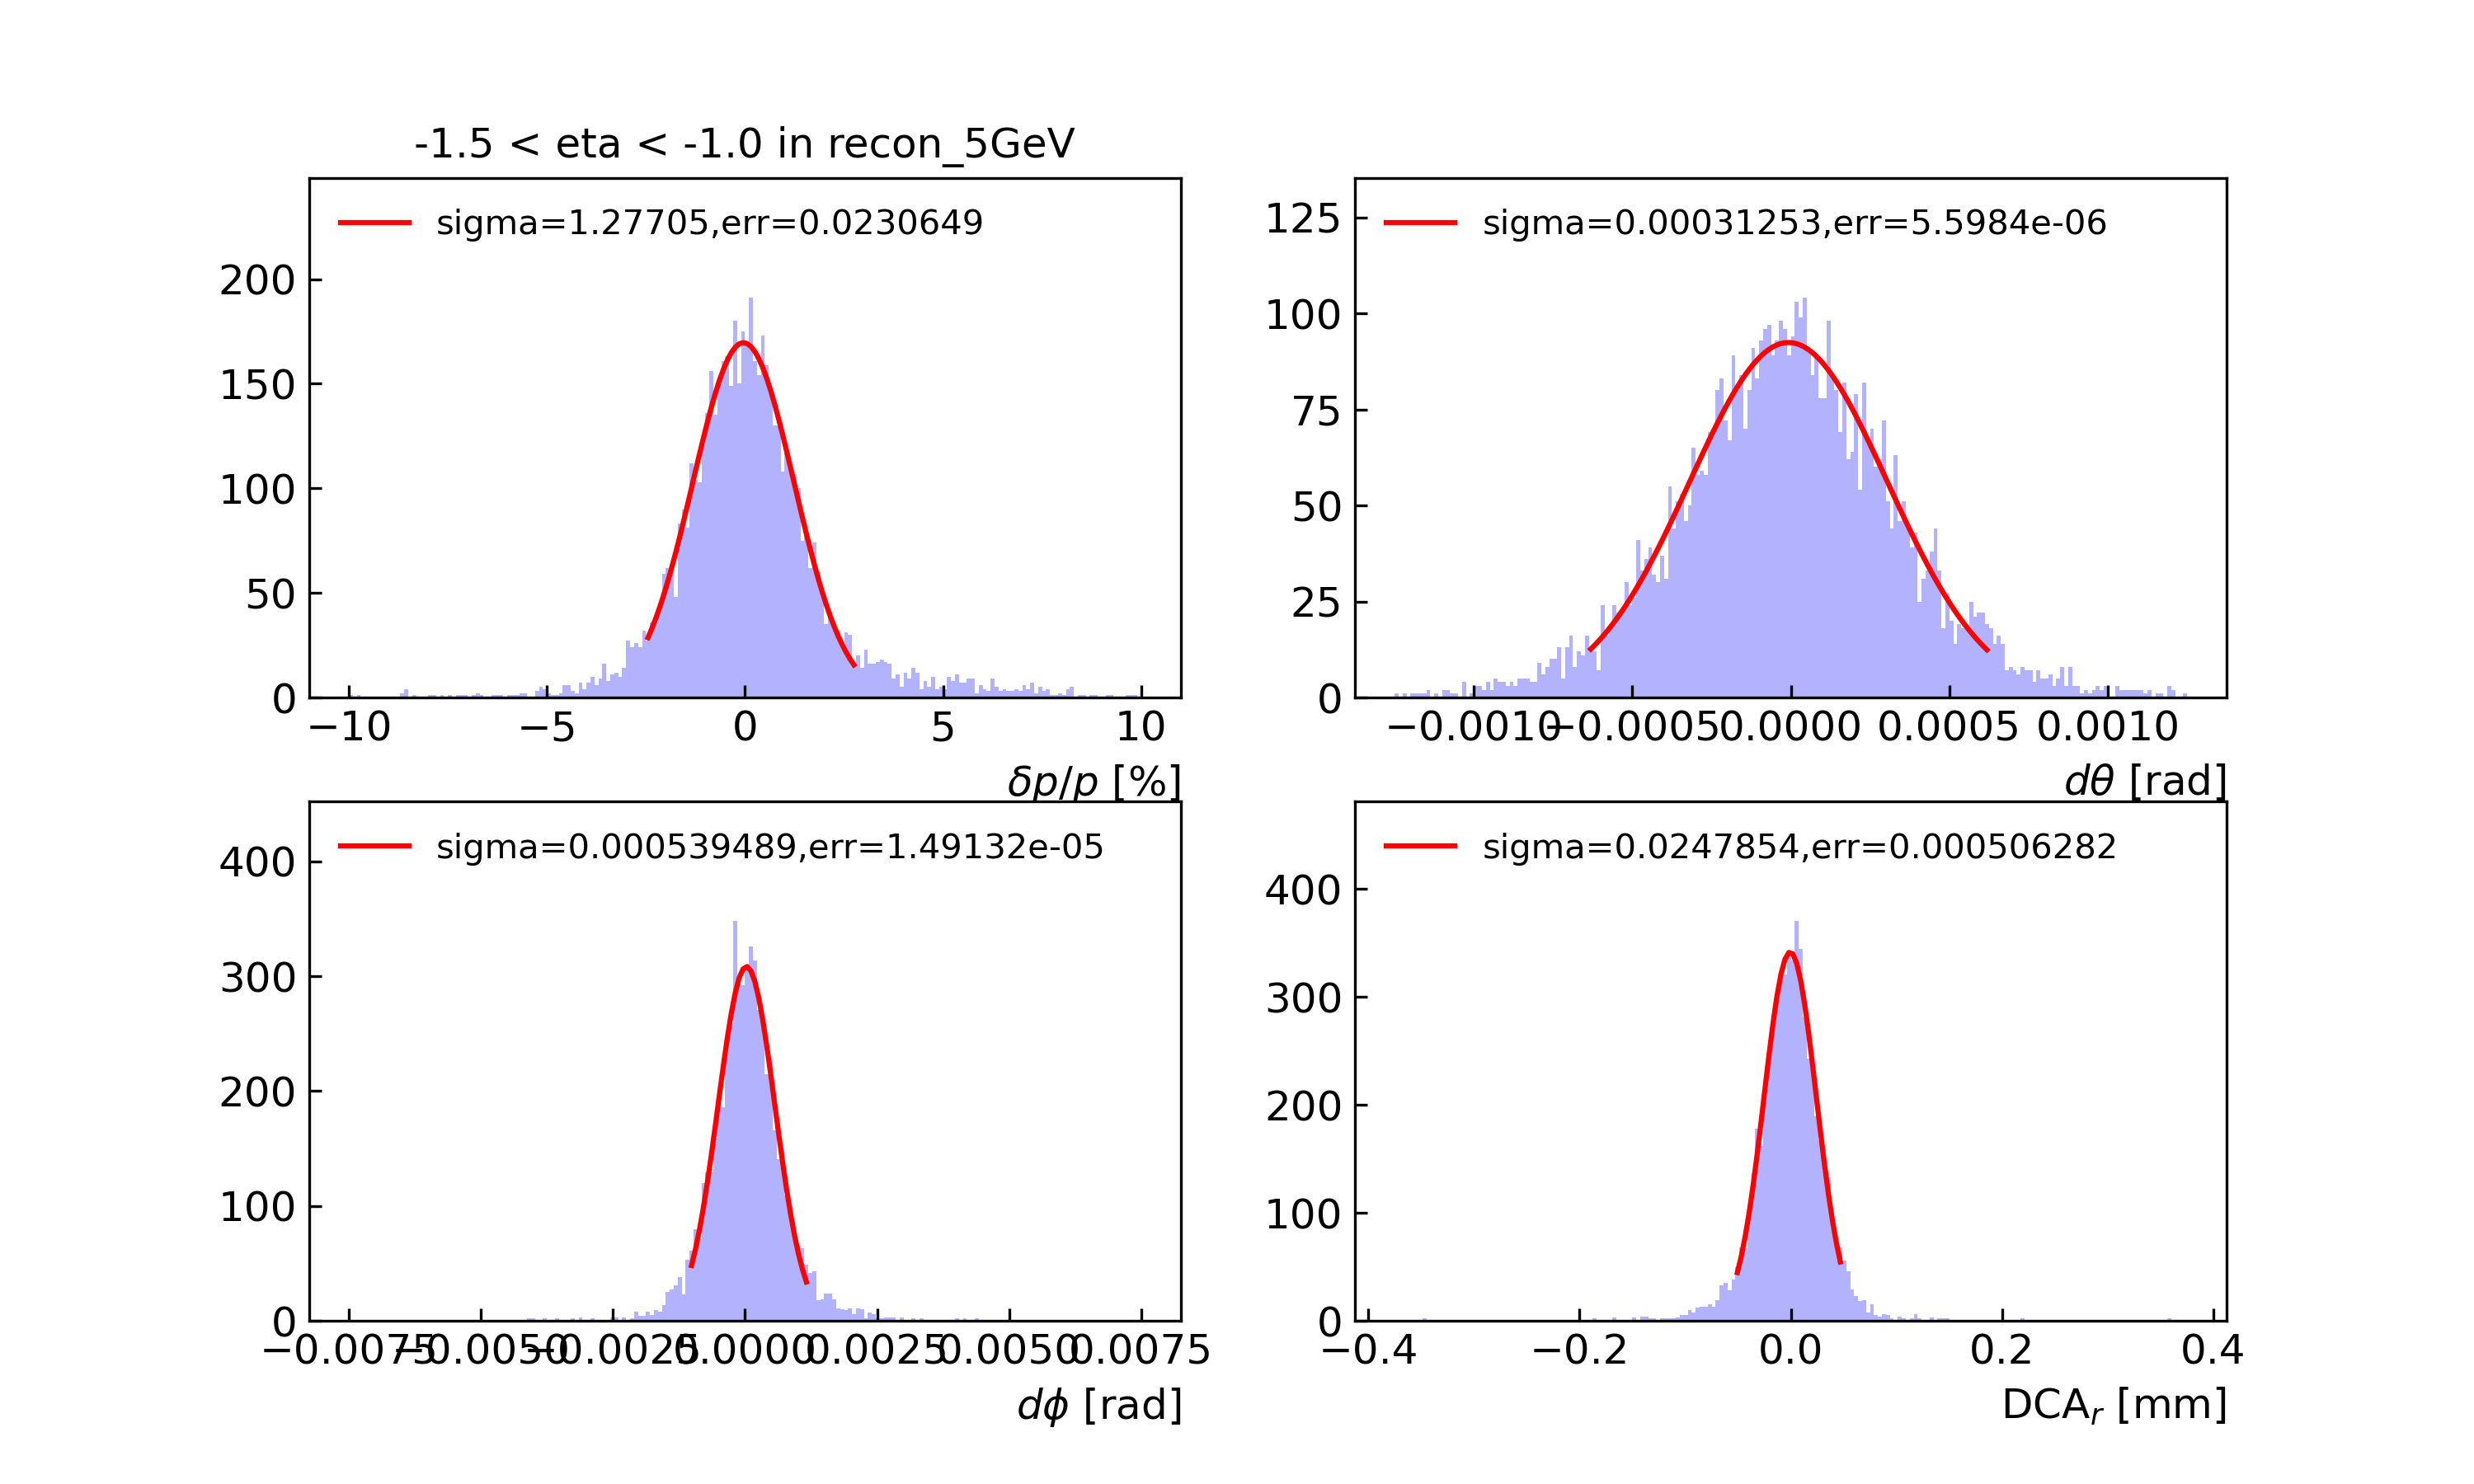 -1.5 < eta < -1.0 in recon_5GeV
sigma=1.27705,err=0.0230649
200
150
100
50
0
−10 −5 0 5 10
δp/p [%]
sigma=0.00031253,err=5.5984e-06
125
100
75
50
25
0
−0.0010 −0.0005 0.0000 0.0005 0.0010
dθ [rad]
sigma=0.000539489,err=1.49132e-05
400
300
200
100
0
−0.0075 −0.0050 −0.0025 0.0000 0.0025 0.0050 0.0075
dϕ [rad]
sigma=0.0247854,err=0.000506282
400
300
200
100
0
−0.4 −0.2 0.0 0.2 0.4
DCAr [mm]